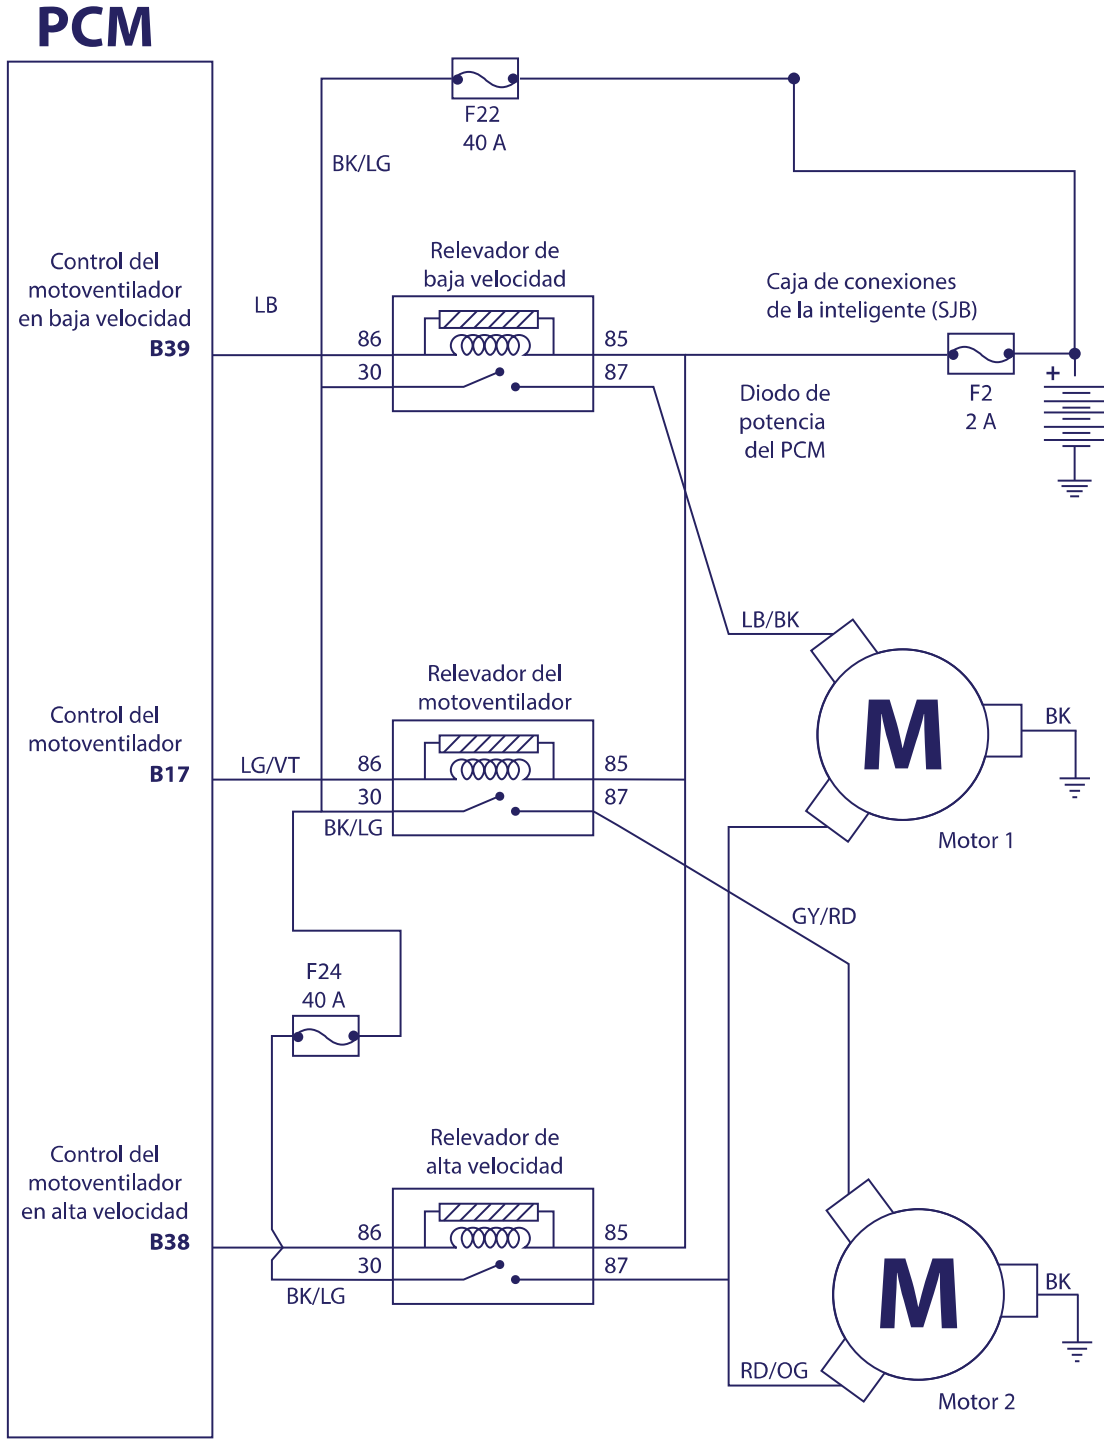 PCM
F22
40 A
BK/LG
Control del
motoventilador
en baja velocidad
B39
LB
Relevador de
baja velocidad
86
30
85
87
Caja de conexiones
de la inteligente (SJB)
Diodo de
potencia
del PCM
F2
2 A
+
LB/BK
Control del
motoventilador
B17
LG/VT
Relevador del
motoventilador
86
30
BK/LG
85
87
M
BK
Motor 1
GY/RD
F24
40 A
Control del
motoventilador
en alta velocidad
B38
Relevador de
alta velocidad
86
30
BK/LG
85
87
RD/OG
M
BK
Motor 2